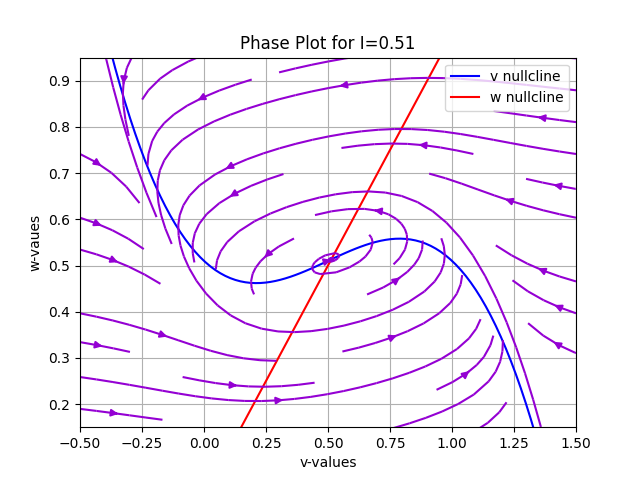 Phase Plot for I=0.51
v nullcline
w nullcline
w-vaues
0.9
0.8
0.7
0.6
0.5
0.4
0.3
0.2
−0.50 −0.25 0.00 0.25 0.50 0.75 1.00 1.25 1.50
v-values